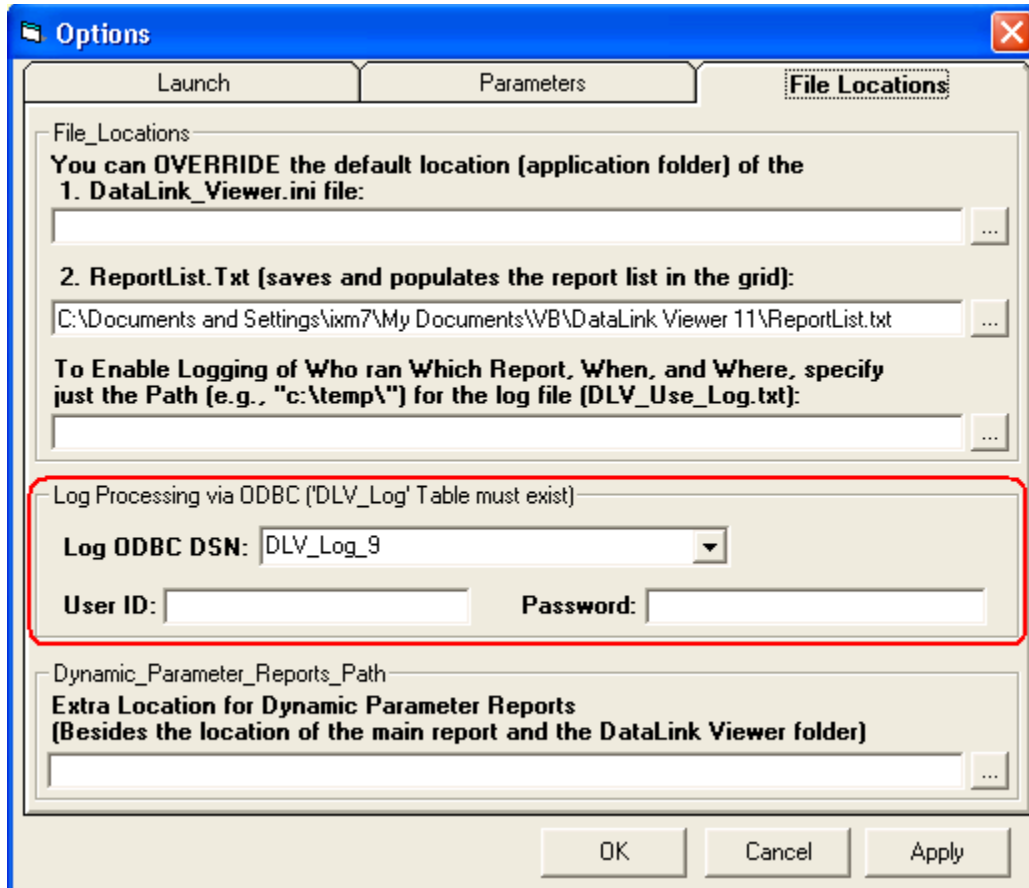 Options
Launch Parameters File Locations
File_Locations
You can OVERRIDE the default location (application folder) of the
1. DataLink_Viewer.ini file:
...
2. ReportList.Txt (saves and populates the report list in the grid):
C:\Documents and Settings\ixm7\My Documents\VB\DataLink Viewer 11\ReportList.txt ...
To Enable Logging of Who ran Which Report, When, and Where, specify
just the Path (e.g., "c:\temp\") for the log file (DLV_Use_Log.txt):
...
Log Processing via ODBC ('DLV_Log' Table must exist)
Log ODBC DSN: DLV_Log_9
User ID: Password:
Dynamic_Parameter_Reports_Path
Extra Location for Dynamic Parameter Reports
(Besides the location of the main report and the DataLink Viewer folder)
...
OK Cancel Apply